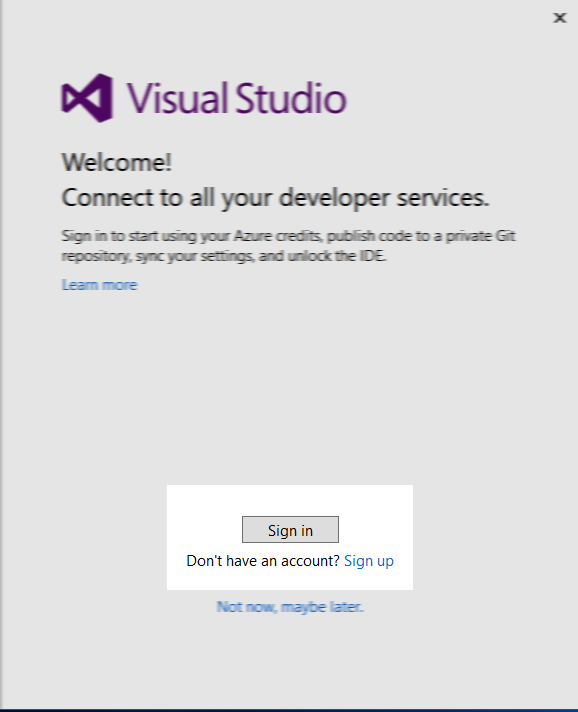 Visual Studio
Welcome!
Connect to all your developer services.
Sign in to start using your Azure credits, publish code to a private Git
repository, sync your settings, and unlock the IDE.
Learn more
Sign in
Don't have an account? Sign up
Not now, maybe later.